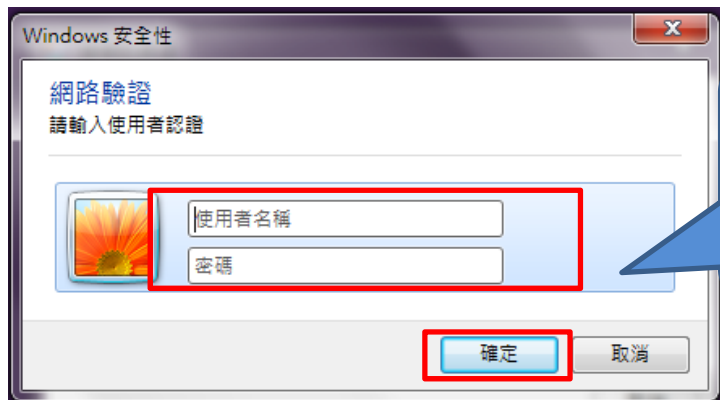 Windows 安全性
網路驗證
請輸入使用者認證
使用者名稱
密碼
確定
取消